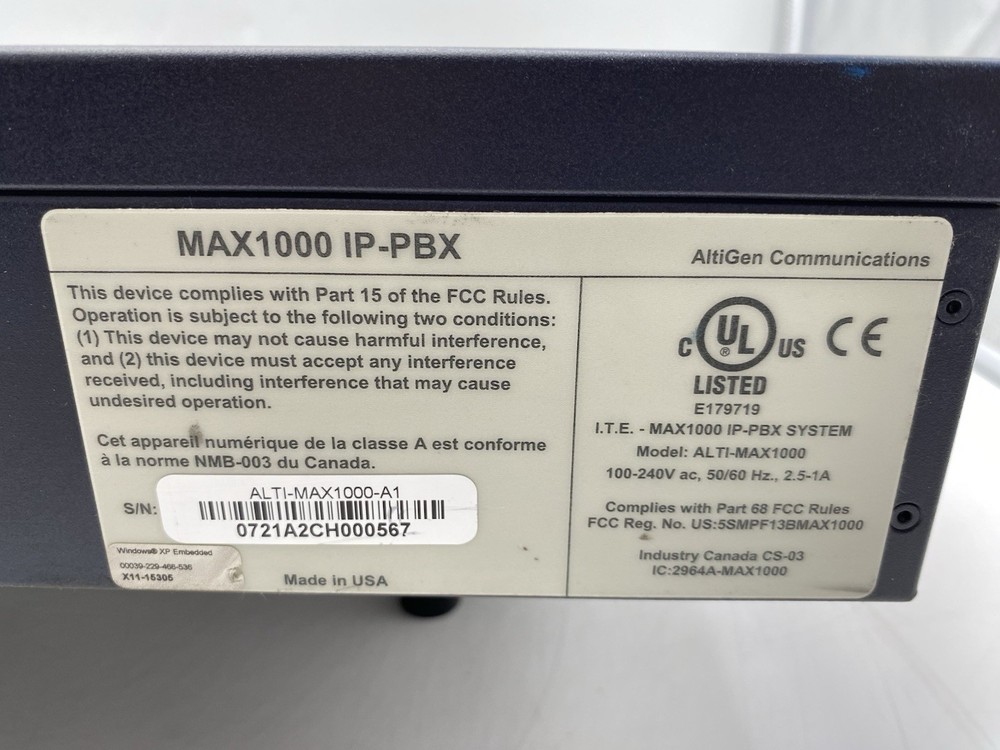 MAX1000 IP-PBX
AltiGen Communications
This device complies with Part 15 of the FCC Rules.
Operation is subject to the following two conditions:
(1) This device may not cause harmful interference,
and (2) this device must accept any interference
received, including interference that may cause
undesired operation.
Cet appareil numérique de la classe A est conforme
à la norme NMB-003 du Canada.
S/N:
ALTI-MAX1000-A1
0721A2CH000567
Windows® XP Embedded
00039-229-466-536
X11-15305
Made in USA
C UL ® US CE
LISTED
E179719
I.T.E. - MAX1000 IP-PBX SYSTEM
Model: ALTI-MAX1000
100-240V ac, 50/60 Hz., 2.5-1A
Complies with Part 68 FCC Rules
FCC Reg. No. US:5SMPF13BMAX1000
Industry Canada CS-03
IC:2964A-MAX1000